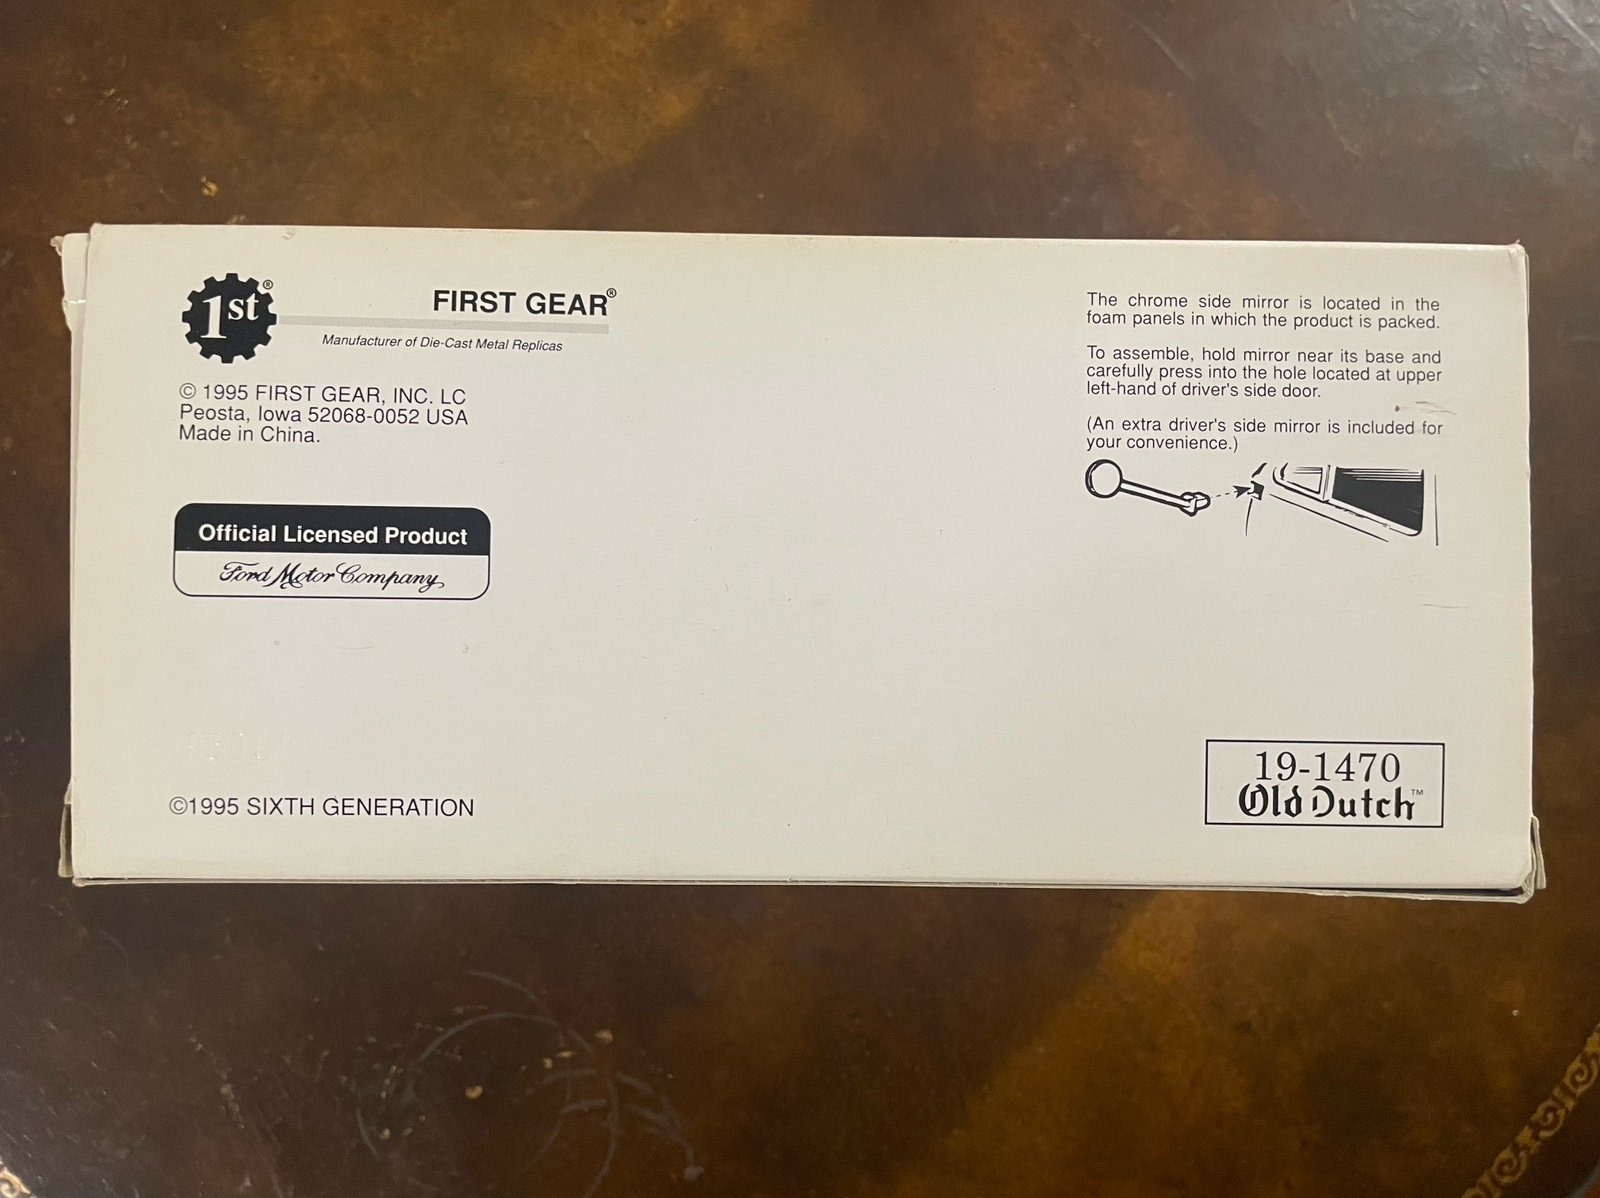 1st®
FIRST GEAR®
Manufacturer of Die-Cast Metal Replicas
© 1995 FIRST GEAR, INC. LC
Peosta, Iowa 52068-0052 USA
Made in China.
Official Licensed Product
Ford Motor Company
©1995 SIXTH GENERATION
The chrome side mirror is located in the
foam panels in which the product is packed.
To assemble, hold mirror near its base and
carefully press into the hole located at upper
left-hand of driver's side door.
(An extra driver's side mirror is included for
your convenience.)
19-1470
Old Dutch™